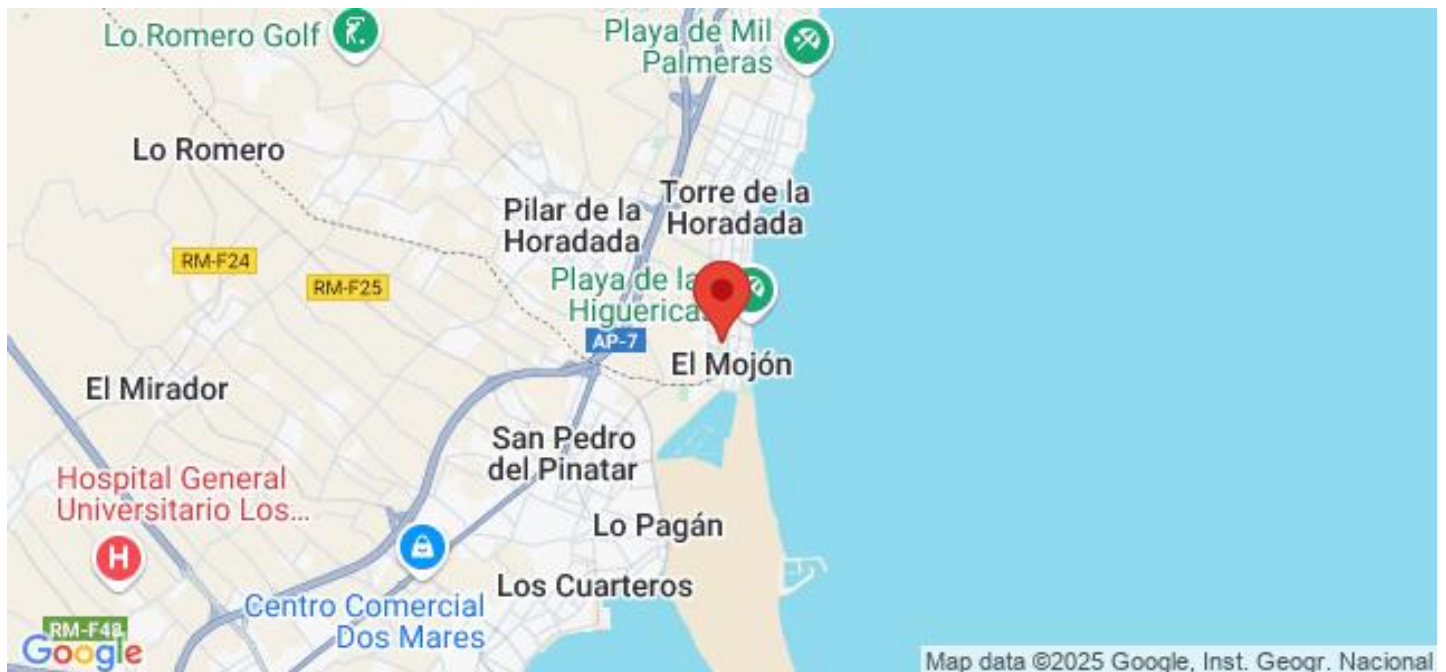 Lo Romero Golf
Playa de Mil
Palmeras
Lo Romero
Pilar de la
Horadada
Torre de la
Horadada
RM-F24
RM-F25
Playa de la
Higuerica
AP-7
El Mojón
El Mirador
San Pedro
del Pinatar
Hospital General
Universitario Los...
H
Lo Pagán
Los Cuarteros
Centro Comercial
Dos Mares
RM-F48
Google
Map data ©2025 Google, Inst. Geogr. Nacional